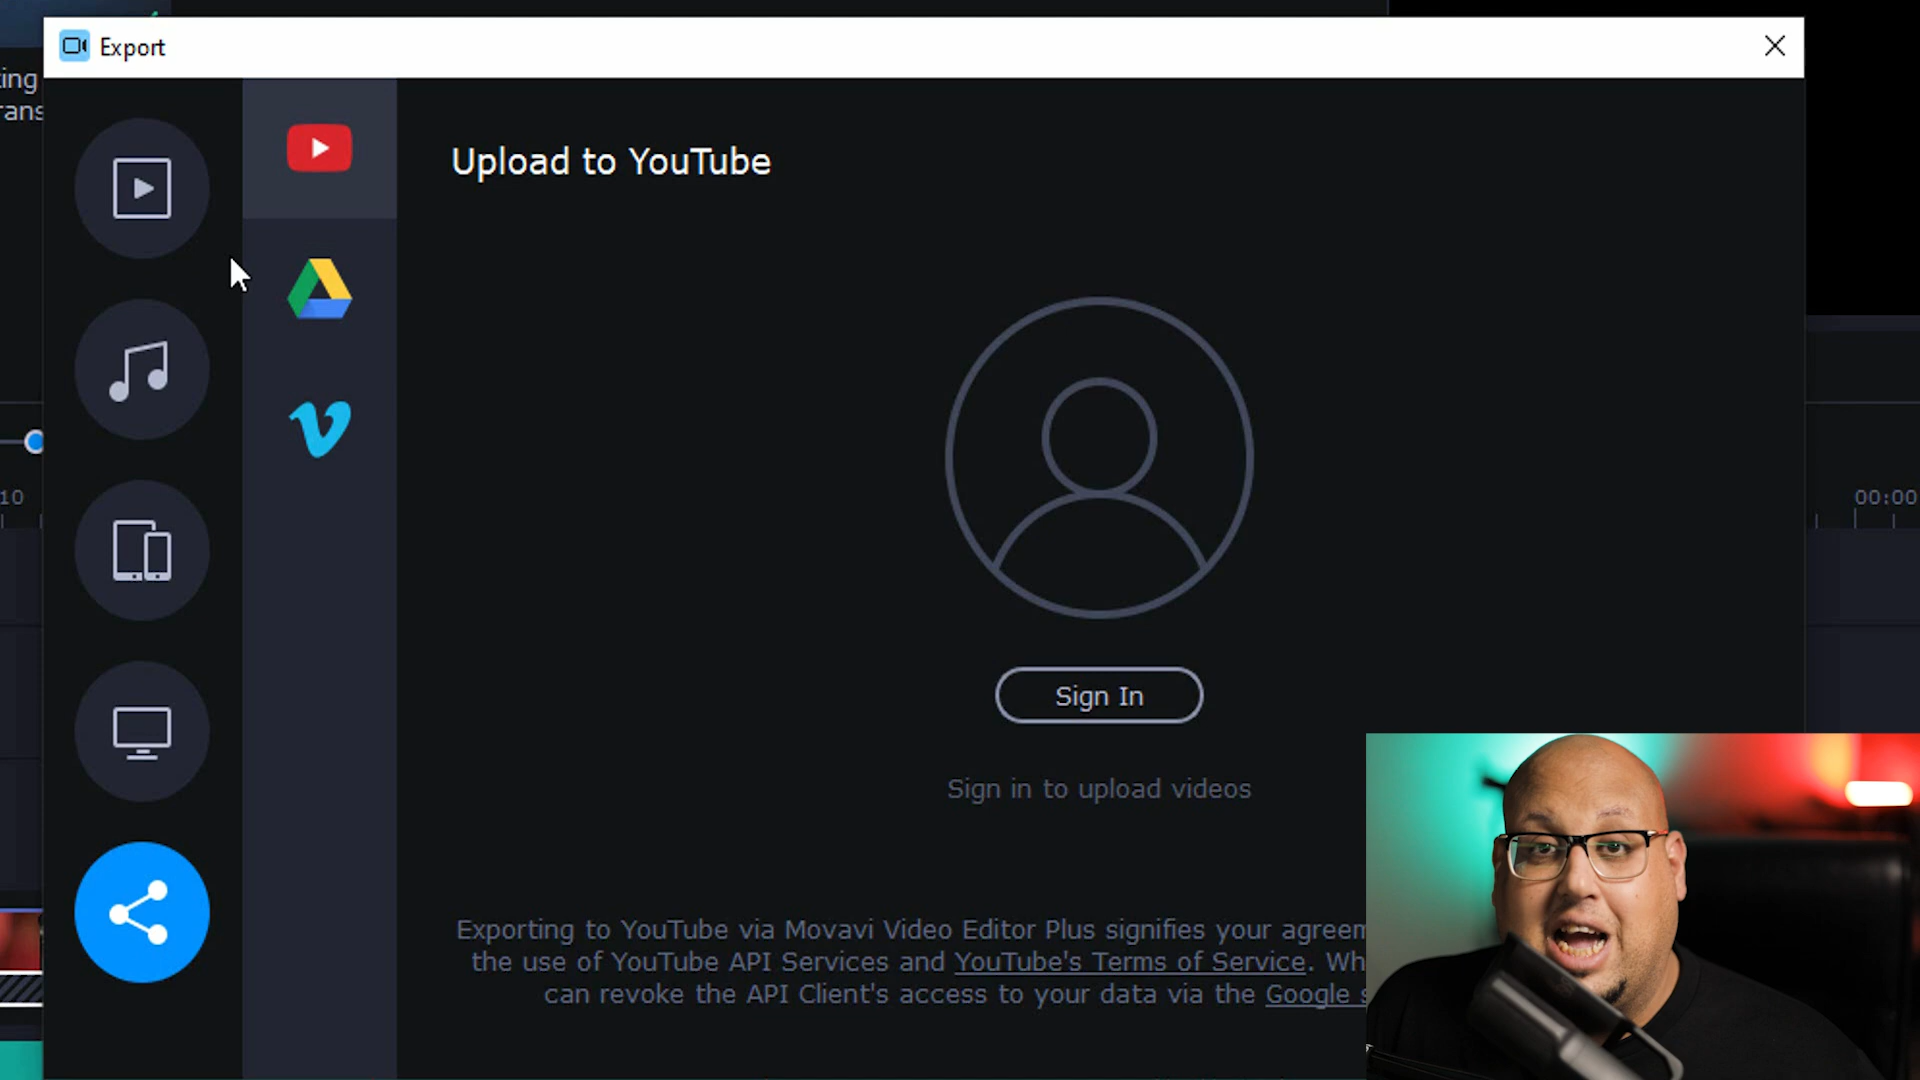 Export
ing
rans
Upload to YouTube
10
00:00
Sign In
Sign in to upload videos
Exporting to YouTube via Movavi Video Editor Plus signifies your agreem
the use of YouTube API Services and YouTube's Terms of Service. Wh
can revoke the API Client's access to your data via the Google s